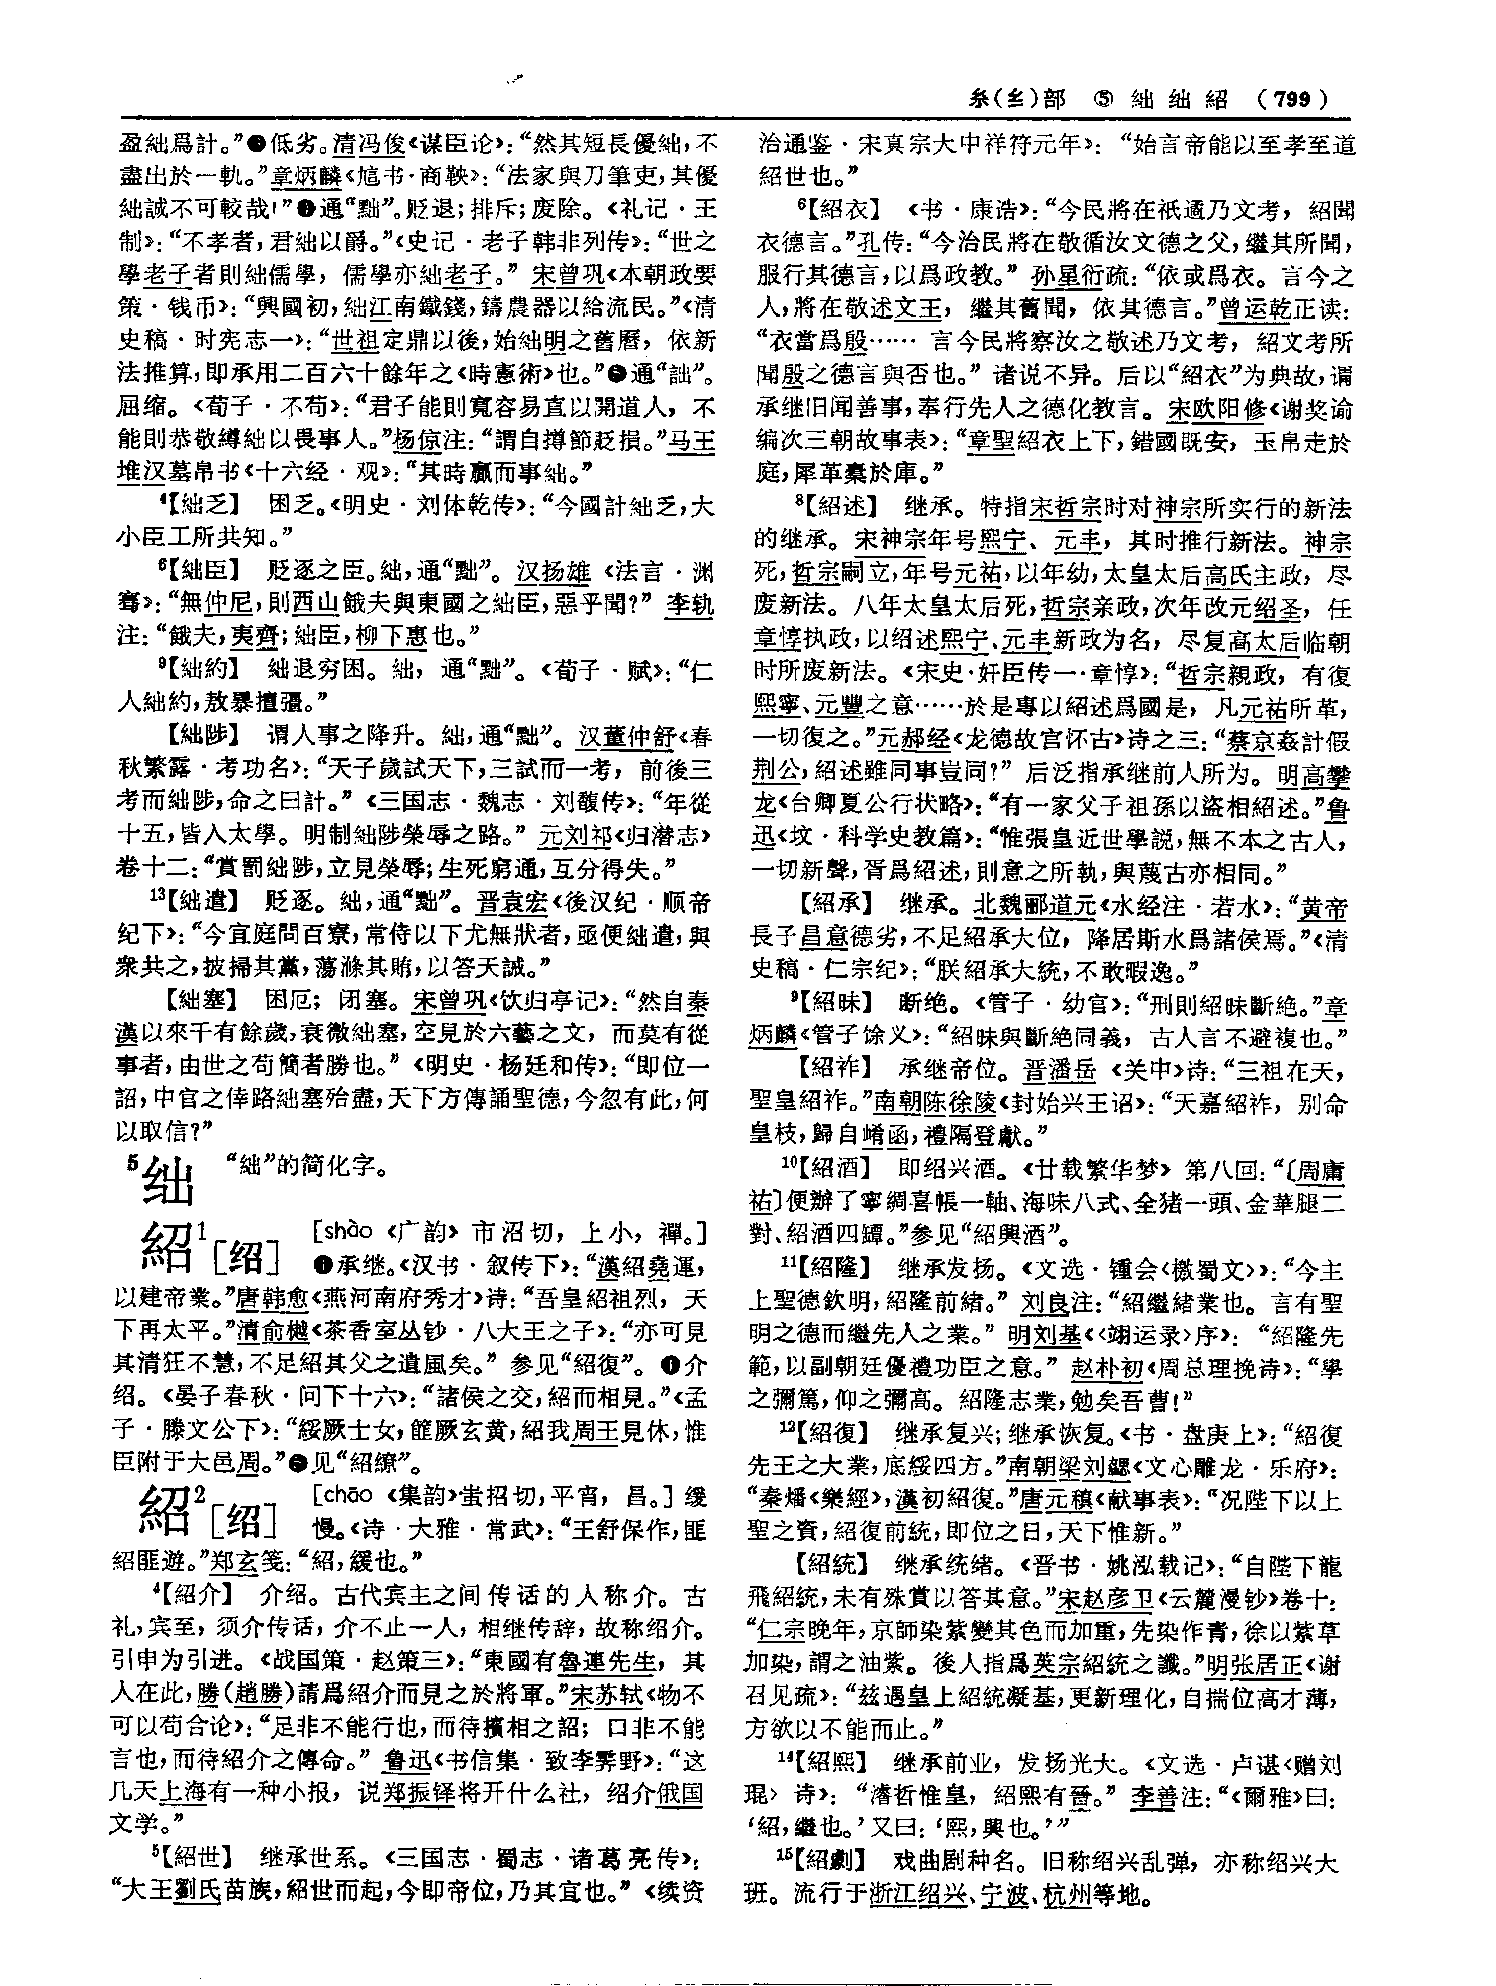 糸(纟)部 ⑤ 絀 绌 紹 (799)
盈絀爲計。”❷低劣。清冯俊《谋臣论》：“然其短長優絀，不
盡出於一軌。”章炳麟《訄书·商鞅》：“法家與刀筆吏，其優
絀誠不可較哉！”❸通“黜”。贬退；排斥；废除。《礼记·王
制》：“不孝者，君絀以爵。”《史记·老子韩非列传》：“世之
學老子者則絀儒學，儒學亦絀老子。”宋曾巩《本朝政要
策·钱币》：“興國初，絀江南鐵錢，鑄農器以給流民。”《清
史稿·时宪志一》：“世祖定鼎以後，始絀明之舊曆，依新
法推算，即承用二百六十餘年之《時憲術》也。”❹通“詘”。
屈缩。《荀子·不苟》：“君子能則寬容易直以開道人，不
能則恭敬繜絀以畏事人。”杨倞注：“謂自撙節貶損。”马王
堆汉墓帛书《十六经·观》：“其時贏而事絀。”
⁴【絀乏】 困乏。《明史·刘体乾传》：“今國計絀乏，大
小臣工所共知。”
⁶【絀臣】 贬逐之臣。絀，通“黜”。汉扬雄《法言·渊
骞》：“無仲尼，則西山餓夫與東國之絀臣，惡乎聞？”李轨
注：“餓夫，夷齊；絀臣，柳下惠也。”
⁹【絀約】 絀退穷困。絀，通“黜”。《荀子·赋》：“仁
人絀約，敖暴擅彊。”
【絀陟】 谓人事之降升。絀，通“黜”。汉董仲舒《春
秋繁露·考功名》：“天子歲試天下，三試而一考，前後三
考而絀陟，命之曰計。”《三国志·魏志·刘馥传》：“年從
十五，皆入太學。明制絀陟榮辱之路。”元刘祁《归潜志》
卷十二：“賞罰絀陟，立見榮辱；生死窮通，互分得失。”
¹³【絀遣】 贬逐。絀，通“黜”。晋袁宏《後汉纪·顺帝
纪下》：“今宜庭問百寮，常侍以下尤無狀者，亟便絀遣，與
衆共之，披掃其黨，蕩滌其賄，以答天誡。”
【絀塞】 困厄；闭塞。宋曾巩《饮归亭记》：“然自秦
漢以來千有餘歲，衰微絀塞，空見於六藝之文，而莫有從
事者，由世之苟簡者勝也。”《明史·杨廷和传》：“即位一
詔，中官之倖路絀塞殆盡，天下方傳誦聖德，今忽有此，何
以取信？”
⁵绌 “絀”的简化字。
紹¹［绍］ ［shào 《广韵》市沼切，上小，禪。］
❶承继。《汉书·叙传下》：“漢紹堯運，
以建帝業。”唐韩愈《燕河南府秀才》诗：“吾皇紹祖烈，天
下再太平。”清俞樾《茶香室丛钞·八大王之子》：“亦可見
其清狂不慧，不足紹其父之遺風矣。”参见“紹復”。❷介
绍。《晏子春秋·问下十六》：“諸侯之交，紹而相見。”《孟
子·滕文公下》：“綏厥士女，篚厥玄黄，紹我周王見休，惟
臣附于大邑周。”❸见“紹繚”。
紹²［绍］ ［chāo 《集韵》蚩招切，平宵，昌。］缓
慢。《诗·大雅·常武》：“王舒保作，匪
紹匪遊。”郑玄笺：“紹，緩也。”
⁴【紹介】 介绍。古代宾主之间传话的人称介。古
礼，宾至，须介传话，介不止一人，相继传辞，故称绍介。
引申为引进。《战国策·赵策三》：“東國有魯連先生，其
人在此，勝(趙勝)請爲紹介而見之於將軍。”宋苏轼《物不
可以苟合论》：“足非不能行也，而待擯相之詔；口非不能
言也，而待紹介之傳命。”鲁迅《书信集·致李霁野》：“这
几天上海有一种小报，说郑振铎将开什么社，绍介俄国
文学。”
⁵【紹世】 继承世系。《三国志·蜀志·诸葛亮传》：
“大王劉氏苗族，紹世而起，今即帝位，乃其宜也。”《续资
治通鉴·宋真宗大中祥符元年》：“始言帝能以至孝至道
紹世也。”
⁶【紹衣】 《书·康诰》：“今民將在祇遹乃文考，紹聞
衣德言。”孔传：“今治民將在敬循汝文德之父，繼其所聞，
服行其德言，以爲政教。”孙星衍疏：“依或爲衣。言今之
人，將在敬述文王，繼其舊聞，依其德言。”曾运乾正读：
“衣當爲殷……言今民將察汝之敬述乃文考，紹文考所
聞殷之德言與否也。”诸说不异。后以“紹衣”为典故，谓
承继旧闻善事，奉行先人之德化教言。宋欧阳修《谢奖谕
编次三朝故事表》：“章聖紹衣上下，錯國既安，玉帛走於
庭，犀革櫜於庫。”
⁸【紹述】 继承。特指宋哲宗时对神宗所实行的新法
的继承。宋神宗年号熙宁、元丰，其时推行新法。神宗
死，哲宗嗣立，年号元祐，以年幼，太皇太后高氏主政，尽
废新法。八年太皇太后死，哲宗亲政，次年改元绍圣，任
章惇执政，以绍述熙宁、元丰新政为名，尽复高太后临朝
时所废新法。《宋史·奸臣传一·章惇》：“哲宗親政，有復
熙寧、元豐之意……於是專以紹述爲國是，凡元祐所革，
一切復之。”元郝经《龙德故宫怀古》诗之三：“蔡京姦計假
荆公，紹述雖同事豈同？”后泛指承继前人所为。明高攀
龙《台卿夏公行状略》：“有一家父子祖孫以盜相紹述。”鲁
迅《坟·科学史教篇》：“惟張皇近世學説，無不本之古人，
一切新聲，胥爲紹述，則意之所執，與蔑古亦相同。”
【紹承】 继承。北魏郦道元《水经注·若水》：“黄帝
長子昌意德劣，不足紹承大位，降居斯水爲諸侯焉。”《清
史稿·仁宗纪》：“朕紹承大統，不敢暇逸。”
⁹【紹昧】 断绝。《管子·幼官》：“刑則紹昧斷絶。”章
炳麟《管子馀义》：“紹昧與斷絶同義，古人言不避複也。”
【紹祚】 承继帝位。晋潘岳《关中》诗：“三祖在天，
聖皇紹祚。”南朝陈徐陵《封始兴王诏》：“天嘉紹祚，别命
皇枝，歸自崤函，禮隔登獻。”
¹⁰【紹酒】 即绍兴酒。《廿载繁华梦》第八回：“〔周庸
祐〕便辦了寧綢喜帳一軸、海味八式、全猪一頭、金華腿二
對、紹酒四罎。”参见“紹興酒”。
¹¹【紹隆】 继承发扬。《文选·锺会〈檄蜀文〉》：“今主
上聖德欽明，紹隆前緒。”刘良注：“紹繼緒業也。言有聖
明之德而繼先人之業。”明刘基《〈翊运录〉序》：“紹隆先
範，以副朝廷優禮功臣之意。”赵朴初《周总理挽诗》：“學
之彌篤，仰之彌高。紹隆志業，勉矣吾曹！”
¹²【紹復】 继承复兴；继承恢复。《书·盘庚上》：“紹復
先王之大業，底綏四方。”南朝梁刘勰《文心雕龙·乐府》：
“秦燔《樂經》，漢初紹復。”唐元稹《献事表》：“况陛下以上
聖之資，紹復前統，即位之日，天下惟新。”
【紹統】 继承统绪。《晋书·姚泓载记》：“自陛下龍
飛紹統，未有殊賞以答其意。”宋赵彦卫《云麓漫钞》卷十：
“仁宗晚年，京師染紫變其色而加重，先染作青，徐以紫草
加染，謂之油紫。後人指爲英宗紹統之讖。”明张居正《谢
召见疏》：“兹遇皇上紹統凝基，更新理化，自揣位高才薄，
方欲以不能而止。”
¹⁴【紹熙】 继承前业，发扬光大。《文选·卢谌〈赠刘
琨〉诗》：“濬哲惟皇，紹熙有晉。”李善注：“《爾雅》曰：
‘紹，繼也。’又曰：‘熙，興也。’”
¹⁵【紹劇】 戏曲剧种名。旧称绍兴乱弹，亦称绍兴大
班。流行于浙江绍兴、宁波、杭州等地。